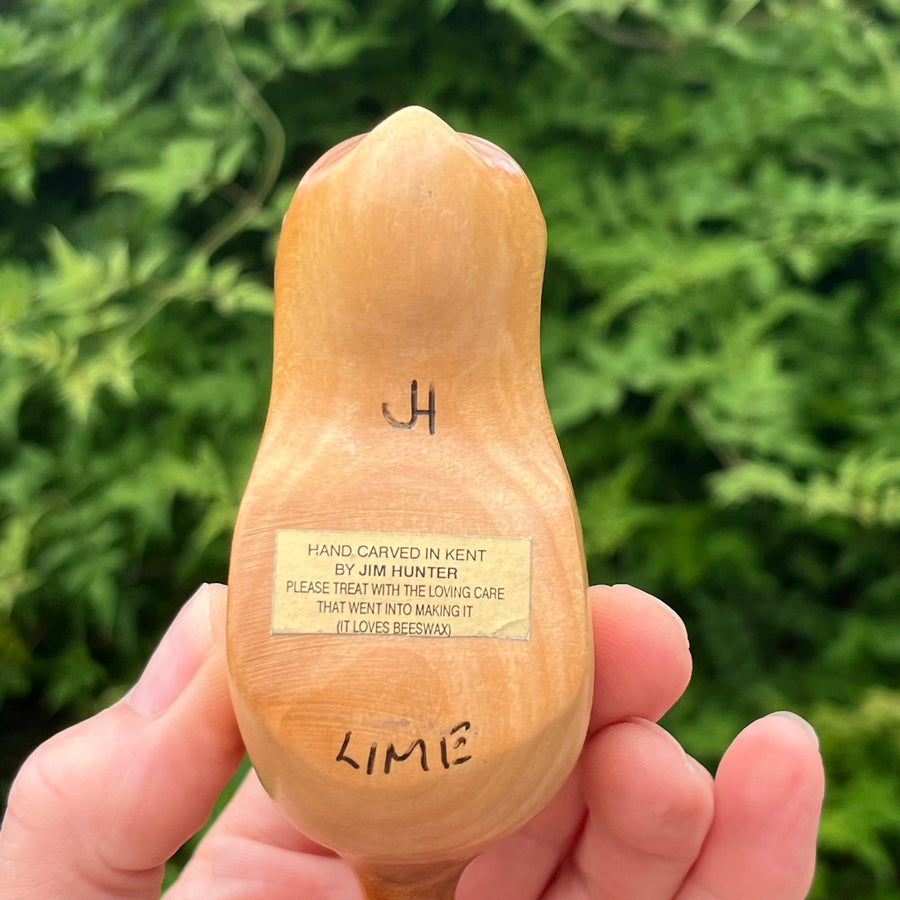 JH
HAND CARVED IN KENT
BY JIM HUNTER
PLEASE TREAT WITH THE LOVING CARE
THAT WENT INTO MAKING IT
(IT LOVES BEESWAX)
LIME